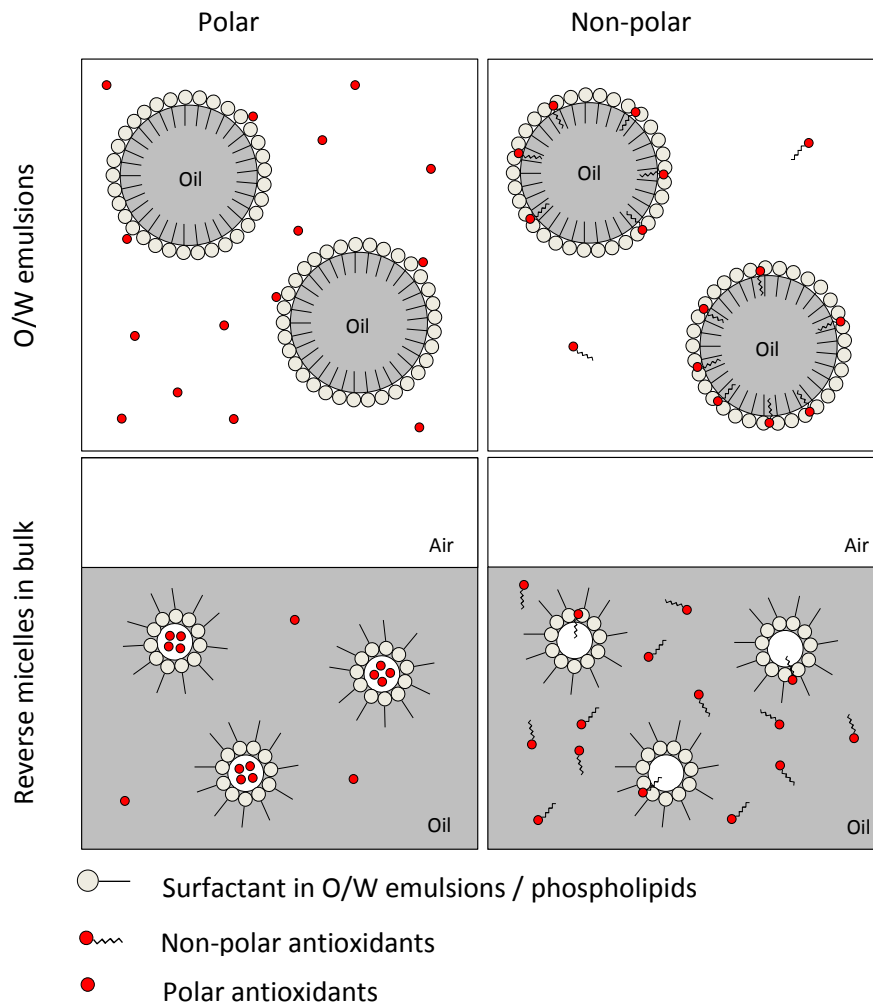 Polar
Non-polar
O/W emulsions
Oil
Oil
Oil
Oil
Reverse micelles in bulk
Air
Oil
Air
Oil
Surfactant in O/W emulsions / phospholipids
Non-polar antioxidants
Polar antioxidants